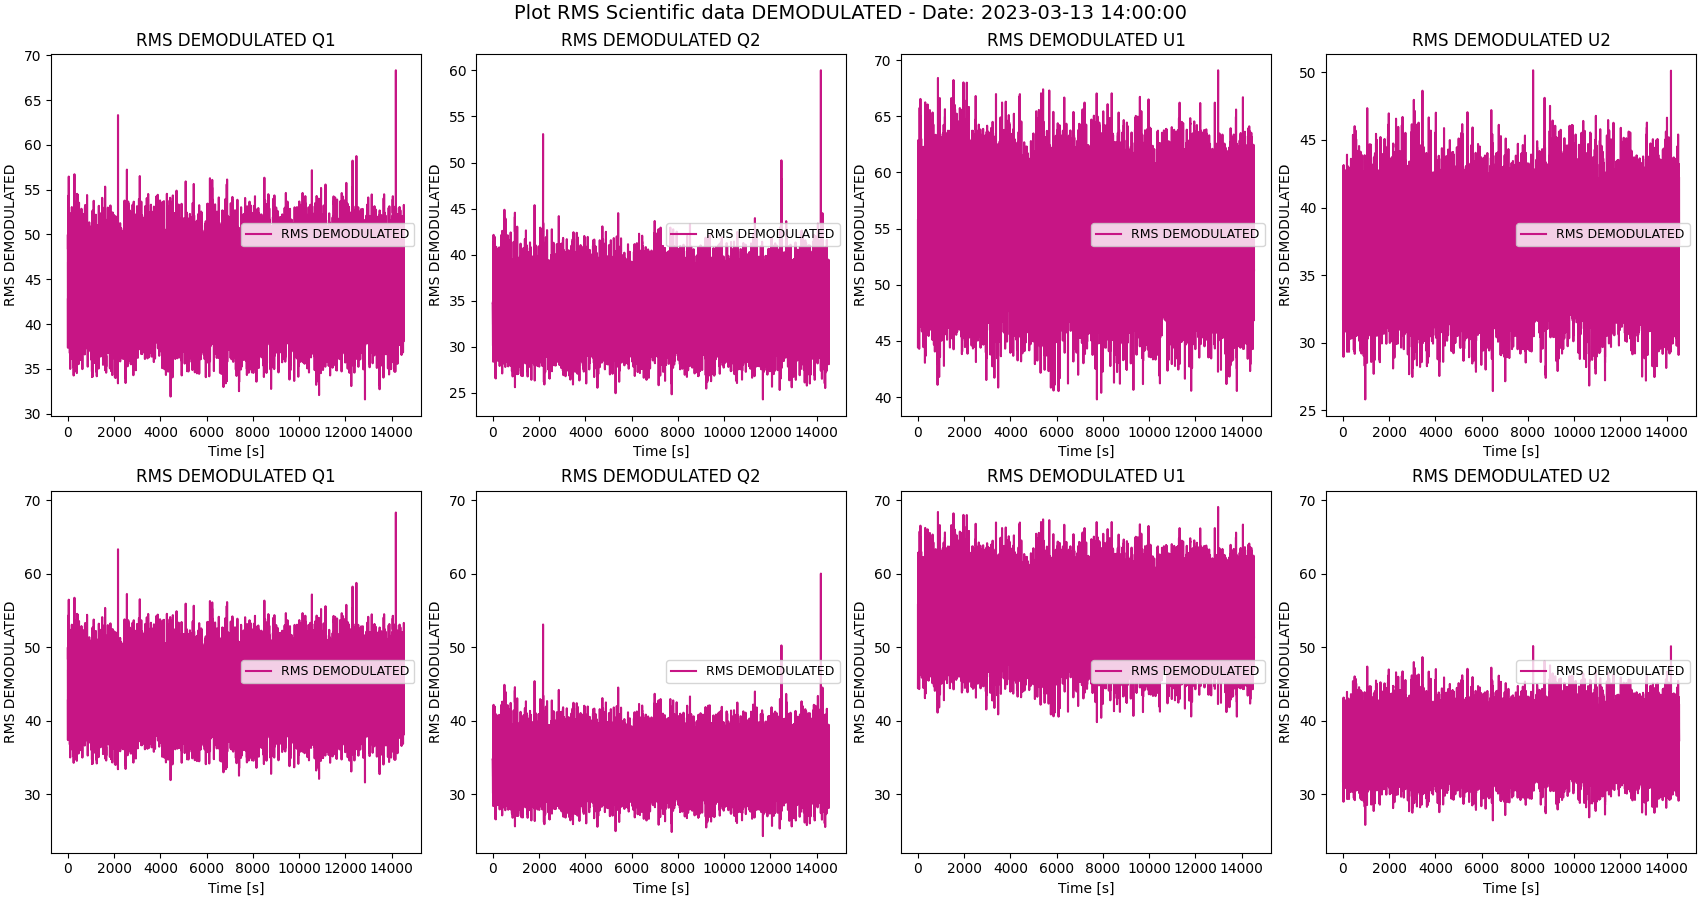 Plot RMS Scientific data DEMODULATED - Date: 2023-03-13 14:00:00
RMS DEMODULATED Q1
RMS DEMODULATED
70
65
60
55
50
45
40
35
30
RMS DEMODULATED
0 2000 4000 6000 8000 10000 12000 14000
Time [s]
RMS DEMODULATED Q2
RMS DEMODULATED
60
55
50
45
40
35
30
25
RMS DEMODULATED
0 2000 4000 6000 8000 10000 12000 14000
Time [s]
RMS DEMODULATED U1
RMS DEMODULATED
70
65
60
55
50
45
40
RMS DEMODULATED
0 2000 4000 6000 8000 10000 12000 14000
Time [s]
RMS DEMODULATED U2
RMS DEMODULATED
50
45
40
35
30
25
RMS DEMODULATED
0 2000 4000 6000 8000 10000 12000 14000
Time [s]
RMS DEMODULATED Q1
RMS DEMODULATED
70
60
50
40
30
RMS DEMODULATED
0 2000 4000 6000 8000 10000 12000 14000
Time [s]
RMS DEMODULATED Q2
RMS DEMODULATED
70
60
50
40
30
RMS DEMODULATED
0 2000 4000 6000 8000 10000 12000 14000
Time [s]
RMS DEMODULATED U1
RMS DEMODULATED
70
60
50
40
30
RMS DEMODULATED
0 2000 4000 6000 8000 10000 12000 14000
Time [s]
RMS DEMODULATED U2
RMS DEMODULATED
70
60
50
40
30
RMS DEMODULATED
0 2000 4000 6000 8000 10000 12000 14000
Time [s]